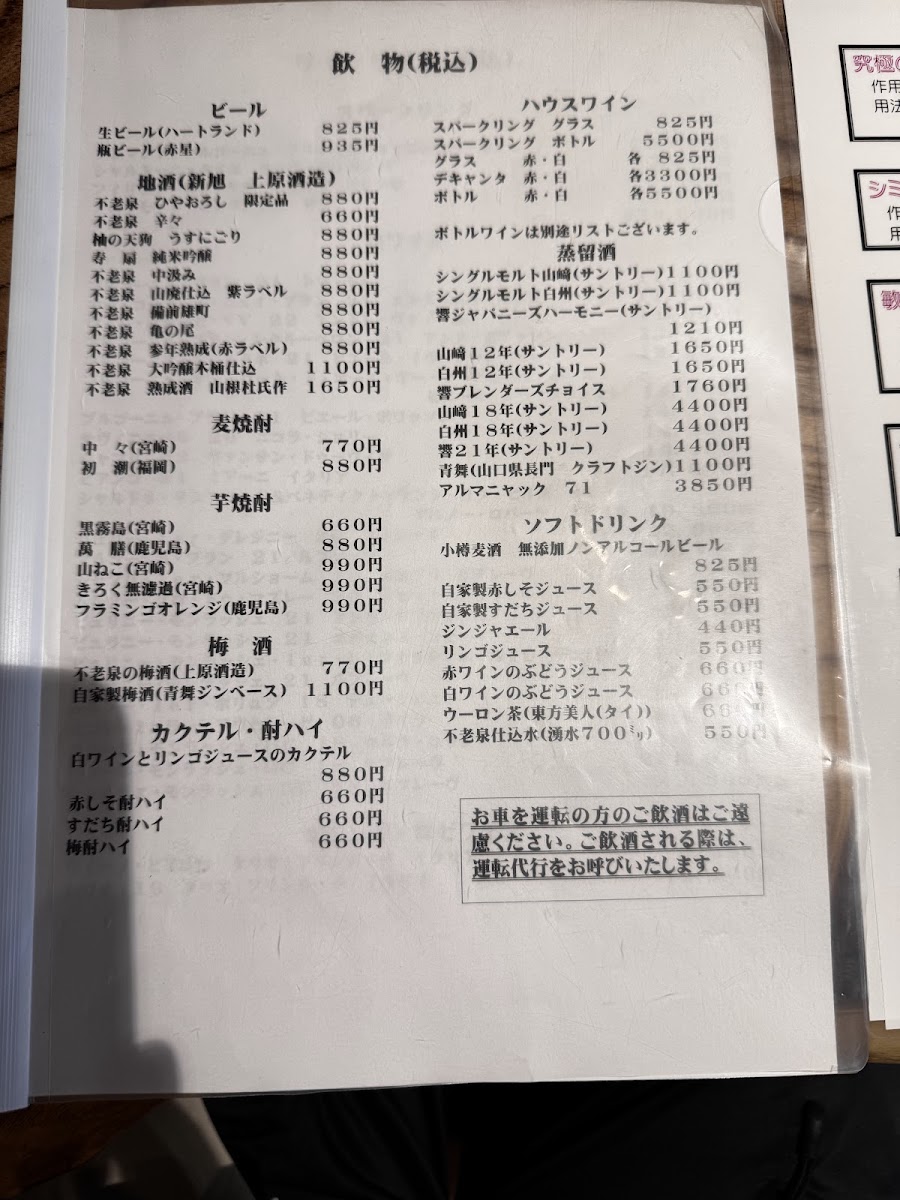 飲　物(税込)
ビール
生ビール(ハートランド)　825円
瓶ビール(赤星)　935円
地酒(新旭　上原酒造)
不老泉　ひやおろし　限定品　880円
不老泉　辛々　660円
杣の天狗　うすにごり　880円
寿　扇　純米吟醸　880円
不老泉　中汲み　880円
不老泉　山廃仕込　紫ラベル　880円
不老泉　備前雄町　880円
不老泉　亀の尾　880円
不老泉　参年熟成(赤ラベル)　880円
不老泉　大吟醸木桶仕込　1100円
不老泉　熟成酒　山根杜氏作　1650円
麦焼酎
中　々(宮崎)　770円
初　潮(福岡)　880円
芋焼酎
黒霧島(宮崎)　660円
萬　膳(鹿児島)　880円
山ねこ(宮崎)　990円
きろく無濾過(宮崎)　990円
フラミンゴオレンジ(鹿児島)　990円
梅　酒
不老泉の梅酒(上原酒造)　770円
自家製梅酒(青舞ジンベース)　1100円
カクテル・酎ハイ
白ワインとリンゴジュースのカクテル
880円
赤しそ酎ハイ　660円
すだち酎ハイ　660円
梅酎ハイ　660円
ハウスワイン
スパークリング　グラス　825円
スパークリング　ボトル　5500円
グラス　赤・白　各　825円
デキャンタ　赤・白　各3300円
ボトル　赤・白　各5500円
ボトルワインは別途リストございます。
蒸留酒
シングルモルト山崎(サントリー)1100円
シングルモルト白州(サントリー)1100円
響ジャパニーズハーモニー(サントリー)
1210円
山崎12年(サントリー)　1650円
白州12年(サントリー)　1650円
響ブレンダーズチョイス　1760円
山崎18年(サントリー)　4400円
白州18年(サントリー)　4400円
響21年(サントリー)　4400円
青舞(山口県長門　クラフトジン)1100円
アルマニャック　71　3850円
ソフトドリンク
小樽麦酒　無添加ノンアルコールビール
825円
自家製赤しそジュース　550円
自家製すだちジュース　550円
ジンジャエール　440円
リンゴジュース　550円
赤ワインのぶどうジュース　660円
白ワインのぶどうジュース　660円
ウーロン茶(東方美人(タイ))　660円
不老泉仕込水(湧水700㍉)　550円
お車を運転の方のご飲酒はご遠
慮ください。ご飲酒される際は、
運転代行をお呼びいたします。
究極の
作用
用法
シミ
作
用
敏